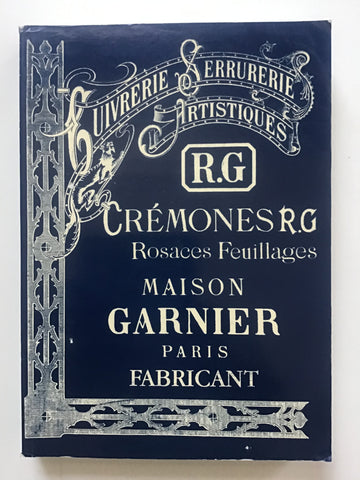 CUIVRERIE SERRURERIE
ARTISTIQUES
R.G
CRÉMONES R.G
Rosaces Feuillages
MAISON
GARNIER
PARIS
FABRICANT